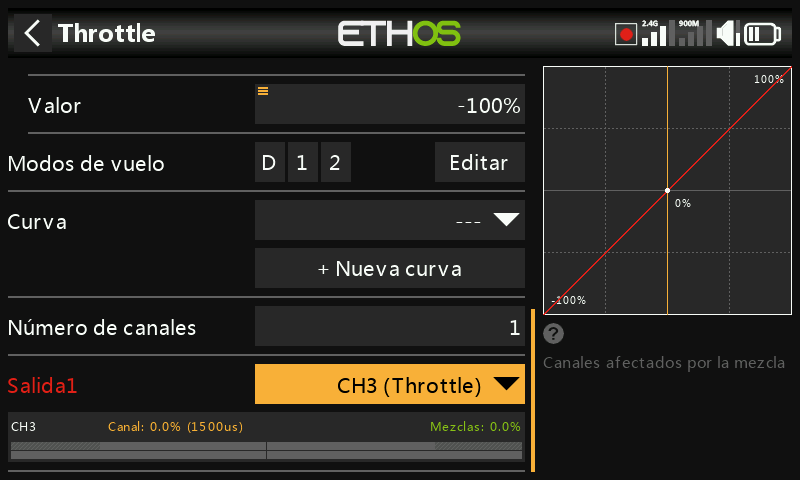 Throttle
ETHOS
2.4G
900M
Valor
-100%
Modos de vuelo
D 1 2
Editar
Curva
---
+ Nueva curva
Número de canales
1
Salida1
CH3 (Throttle)
CH3 Canal: 0.0% (1500us) Mezclas: 0.0%
100%
0%
-100%
?
Canales afectados por la mezcla